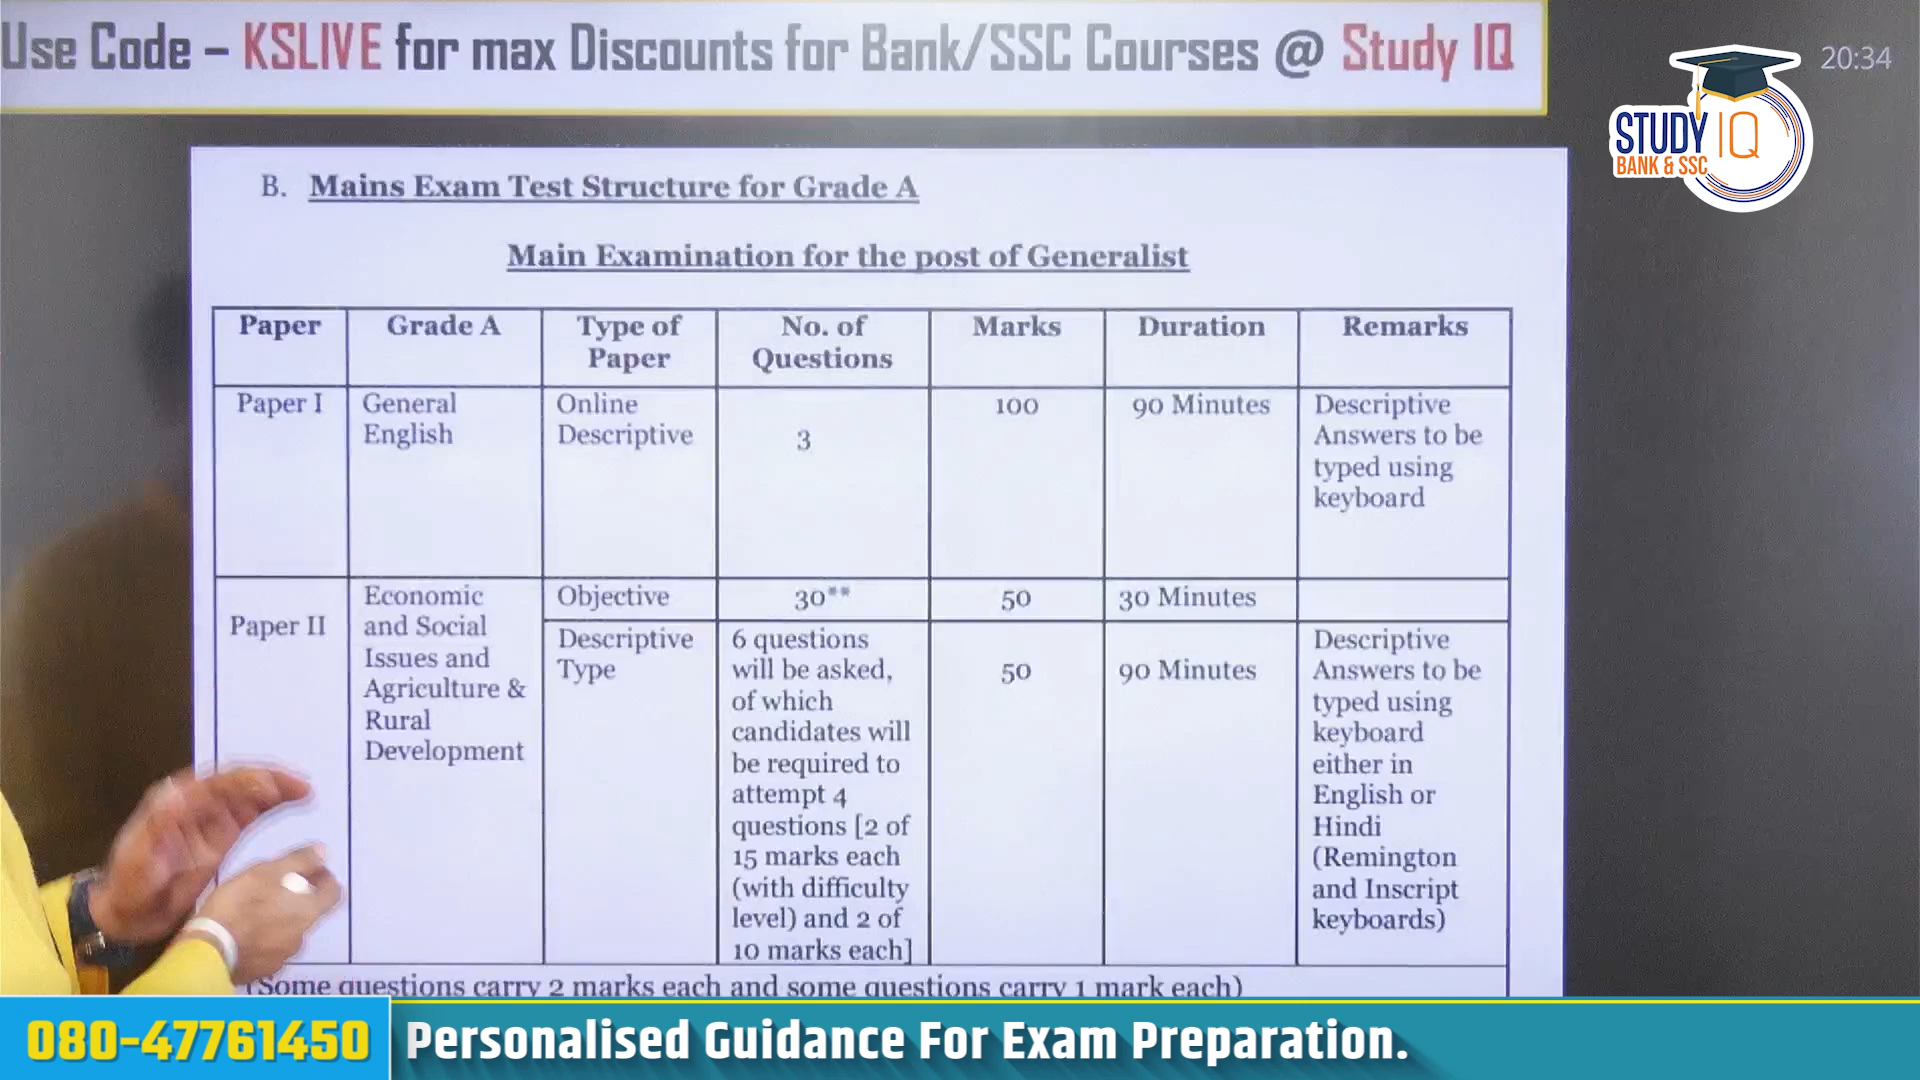 Use Code – KSLIVE for max Discounts for Bank/SSC Courses @ Study IQ
20:34
STUDY IQ
BANK & SSC
B. Mains Exam Test Structure for Grade A
Main Examination for the post of Generalist
Paper Grade A Type of Paper No. of Questions Marks Duration Remarks
Paper I
General
English
Online
Descriptive
3
100
90 Minutes
Descriptive
Answers to be
typed using
keyboard
Paper II
Economic
and Social
Issues and
Agriculture &
Rural
Development
Objective
30**
50
30 Minutes
Descriptive
Type
6 questions
will be asked,
of which
candidates will
be required to
attempt 4
questions [2 of
15 marks each
(with difficulty
level) and 2 of
10 marks each]
50
90 Minutes
Descriptive
Answers to be
typed using
keyboard
either in
English or
Hindi
(Remington
and Inscript
keyboards)
(Some questions carry 2 marks each and some questions carry 1 mark each)
080-47761450
Personalised Guidance For Exam Preparation.